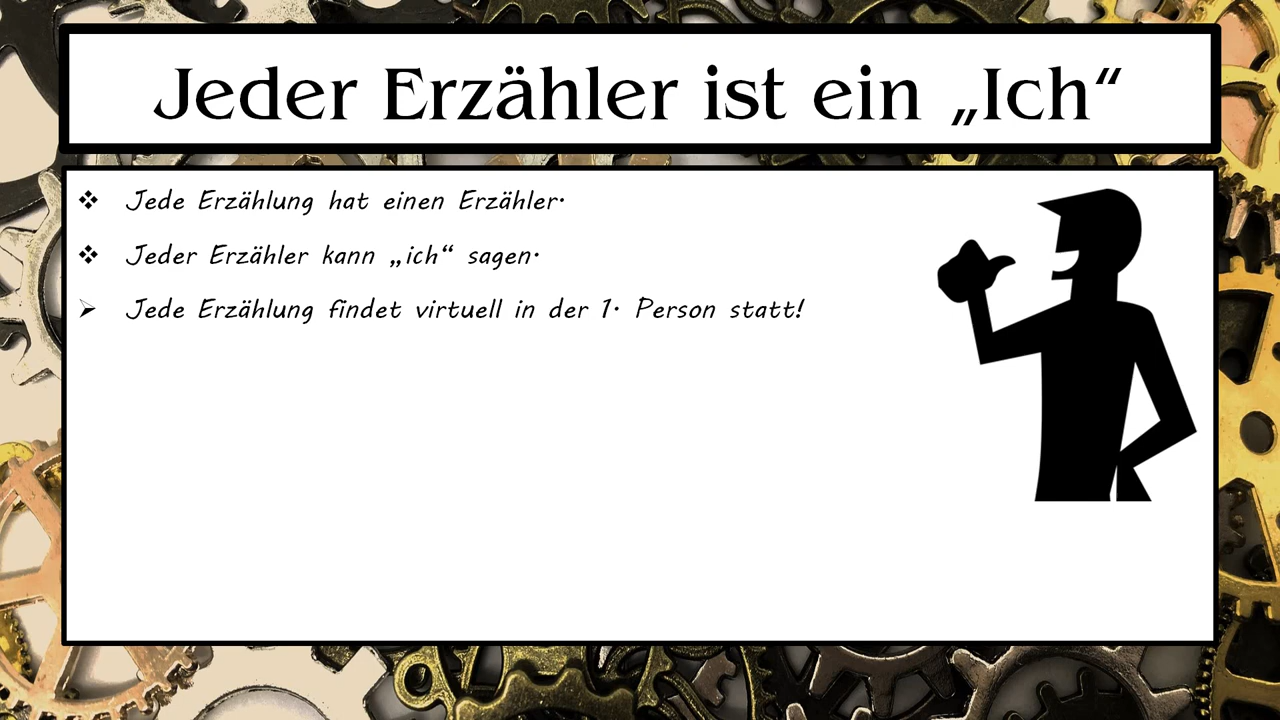 Jeder Erzähler ist ein „Ich“
❖ Jede Erzählung hat einen Erzähler.
❖ Jeder Erzähler kann „ich“ sagen.
➢ Jede Erzählung findet virtuell in der 1. Person statt!